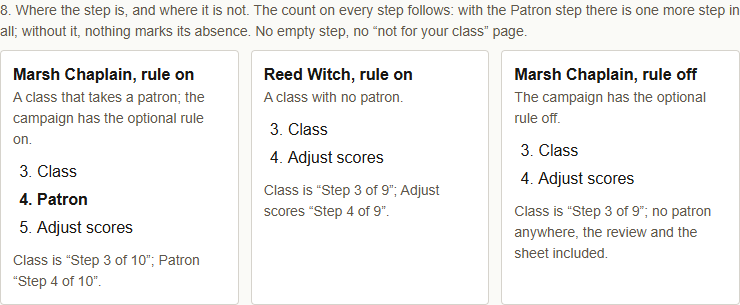 8. Where the step is, and where it is not. The count on every step follows: with the Patron step there is one more step in
all; without it, nothing marks its absence. No empty step, no “not for your class” page.
Marsh Chaplain, rule on
A class that takes a patron; the
campaign has the optional rule
on.
3. Class
4. Patron
5. Adjust scores
Class is “Step 3 of 10”; Patron
“Step 4 of 10”.
Reed Witch, rule on
A class with no patron.
3. Class
4. Adjust scores
Class is “Step 3 of 9”; Adjust
scores “Step 4 of 9”.
Marsh Chaplain, rule off
The campaign has the optional
rule off.
3. Class
4. Adjust scores
Class is “Step 3 of 9”; no patron
anywhere, the review and the
sheet included.